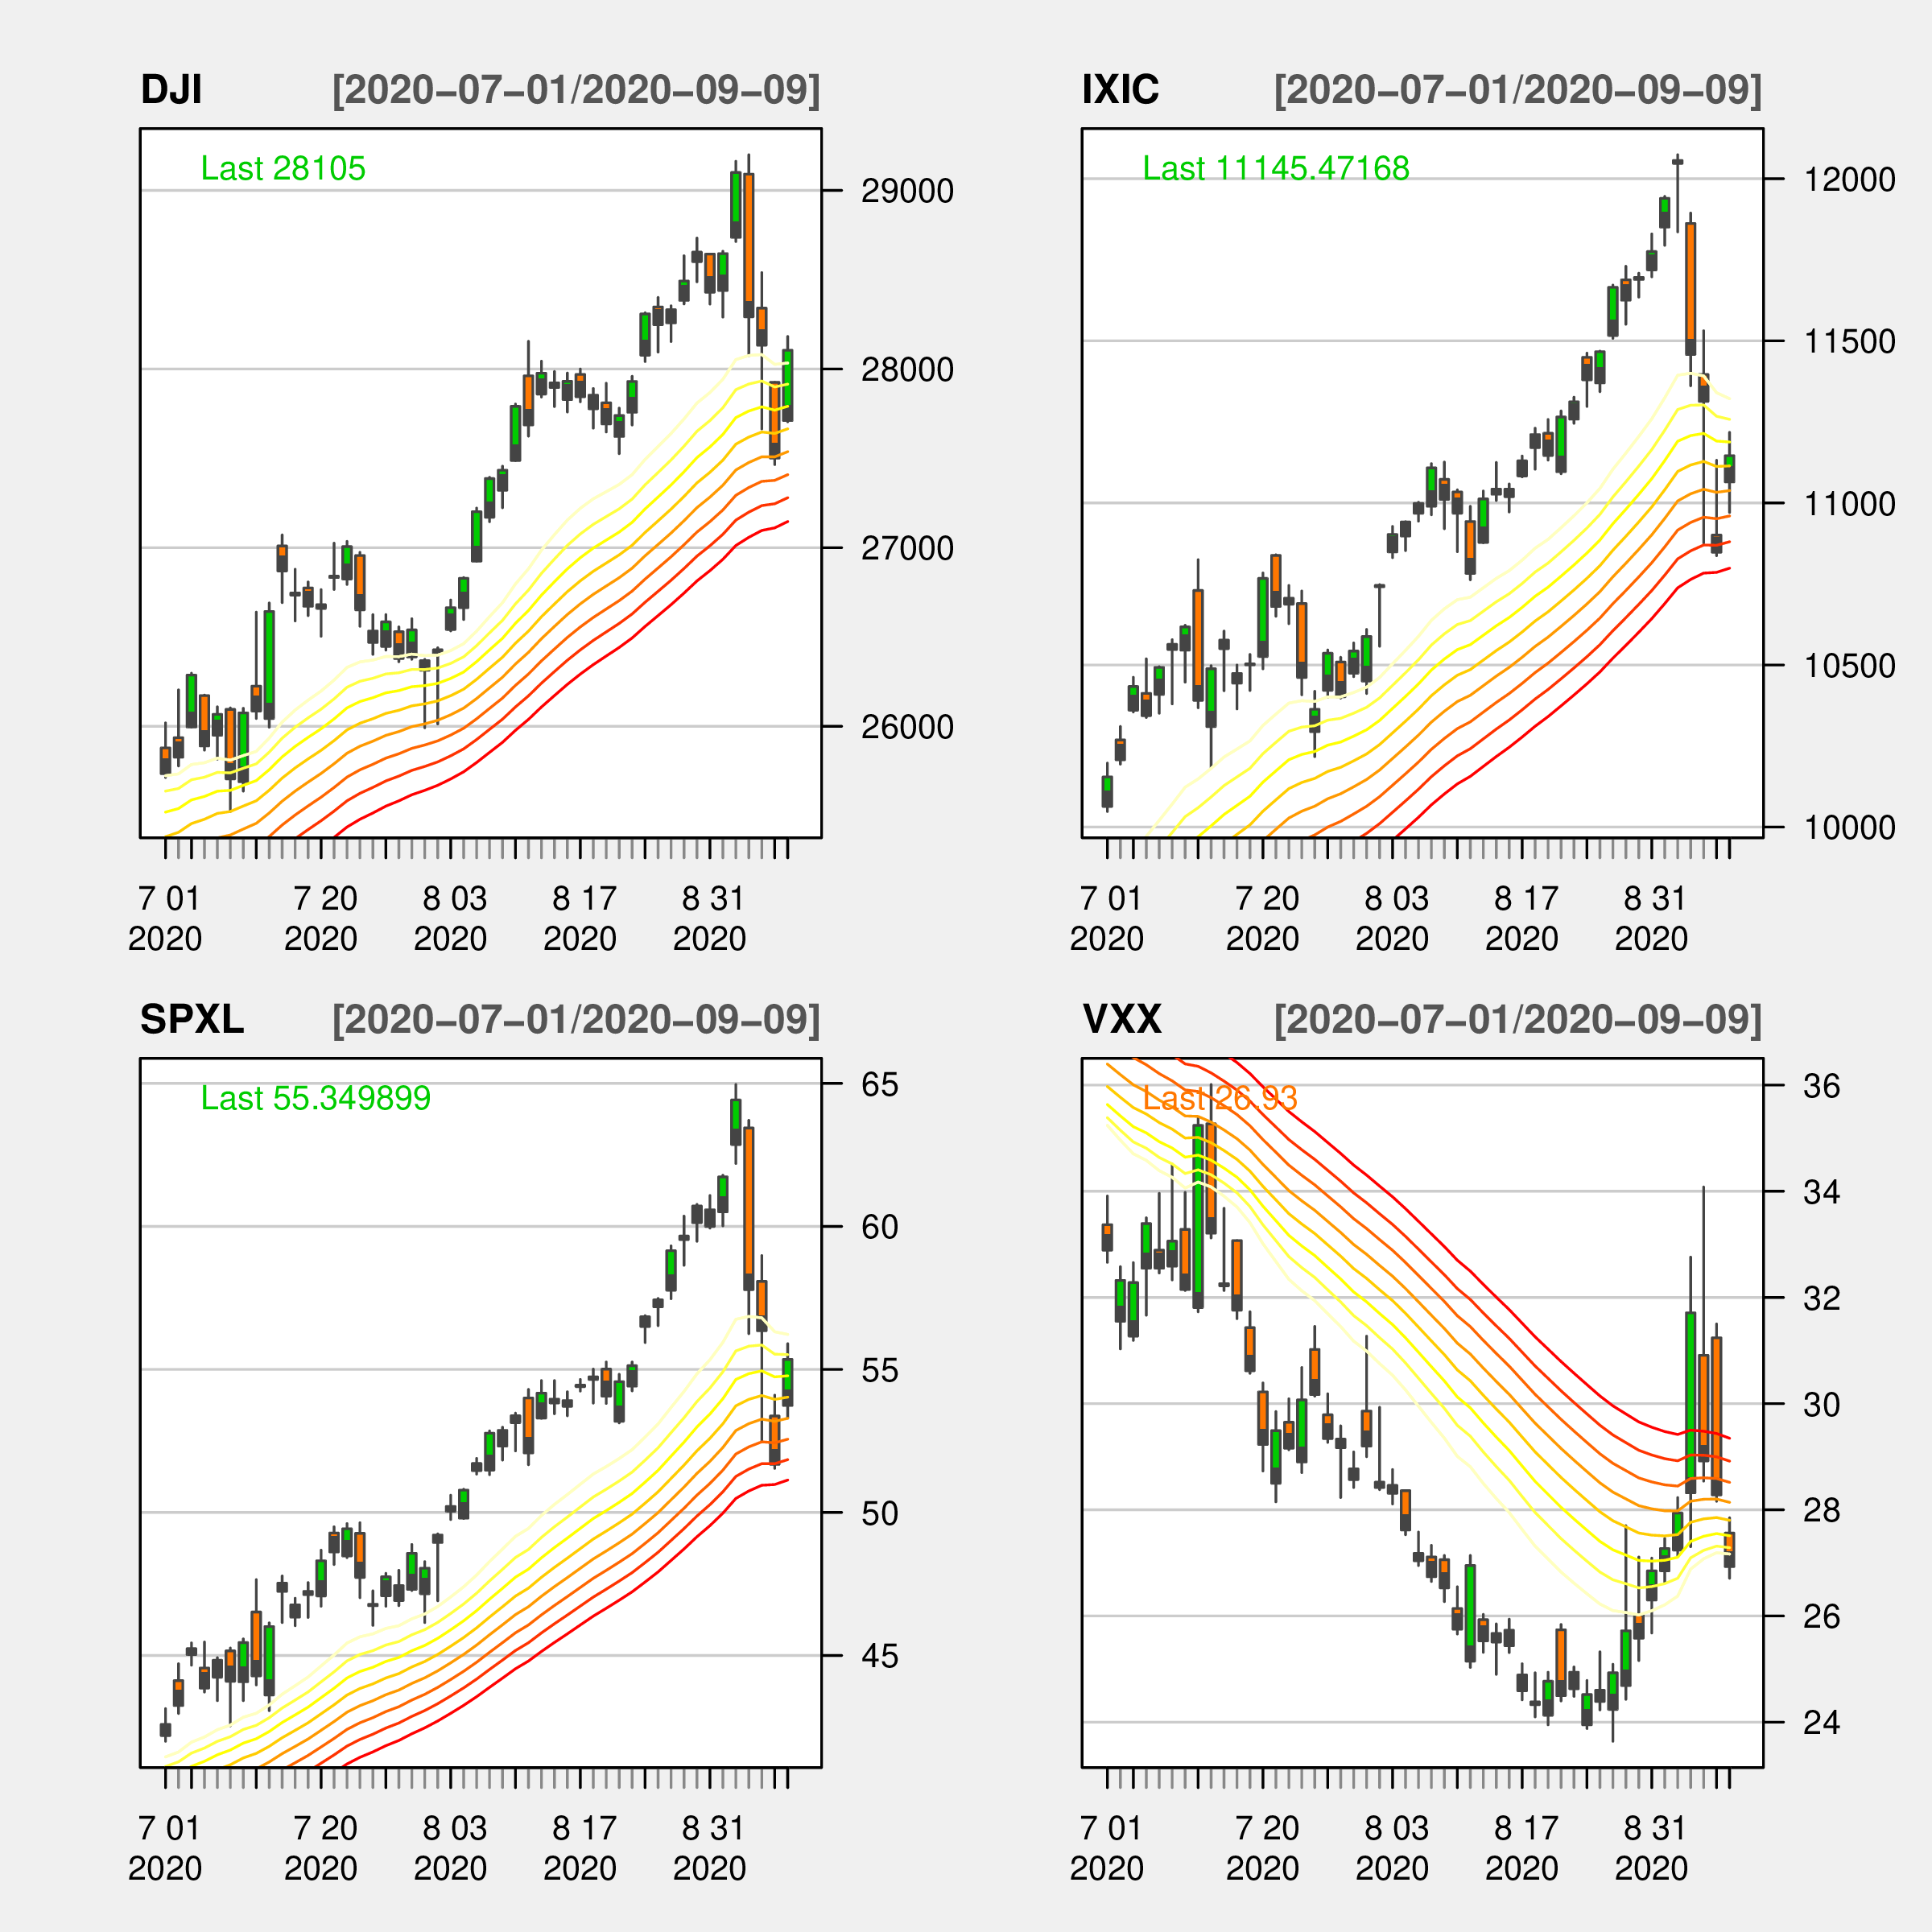 DJI [2020−07−01/2020−09−09]
Last 28105
29000
28000
27000
26000
7 01 7 20 8 03 8 17 8 31
2020 2020 2020 2020 2020
IXIC [2020−07−01/2020−09−09]
Last 11145.47168
12000
11500
11000
10500
10000
7 01 7 20 8 03 8 17 8 31
2020 2020 2020 2020 2020
SPXL [2020−07−01/2020−09−09]
Last 55.349899
65
60
55
50
45
7 01 7 20 8 03 8 17 8 31
2020 2020 2020 2020 2020
VXX [2020−07−01/2020−09−09]
Last 26.93
36
34
32
30
28
26
24
7 01 7 20 8 03 8 17 8 31
2020 2020 2020 2020 2020